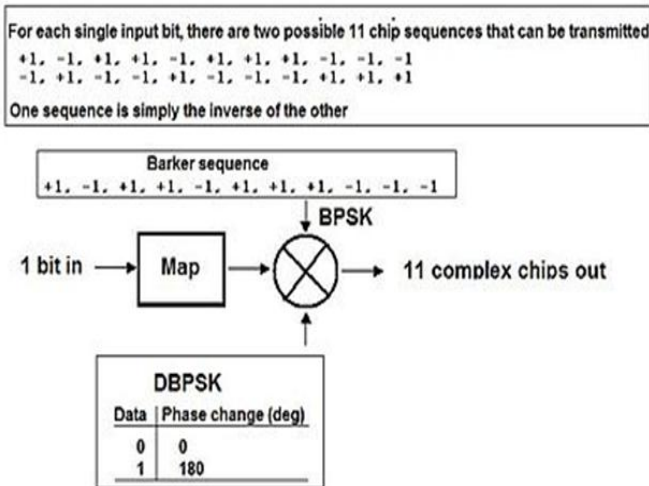 For each single input bit, there are two possible 11 chip sequences that can be transmitted
+1, -1, +1, +1, -1, +1, +1, +1, -1, -1, -1
-1, +1, -1, -1, +1, -1, -1, -1, +1, +1, +1
One sequence is simply the inverse of the other
Barker sequence
+1, -1, +1, +1, -1, +1, +1, +1, -1, -1, -1
BPSK
1 bit in
Map
11 complex chips out
DBPSK
Data Phase change (deg)
0 0
1 180